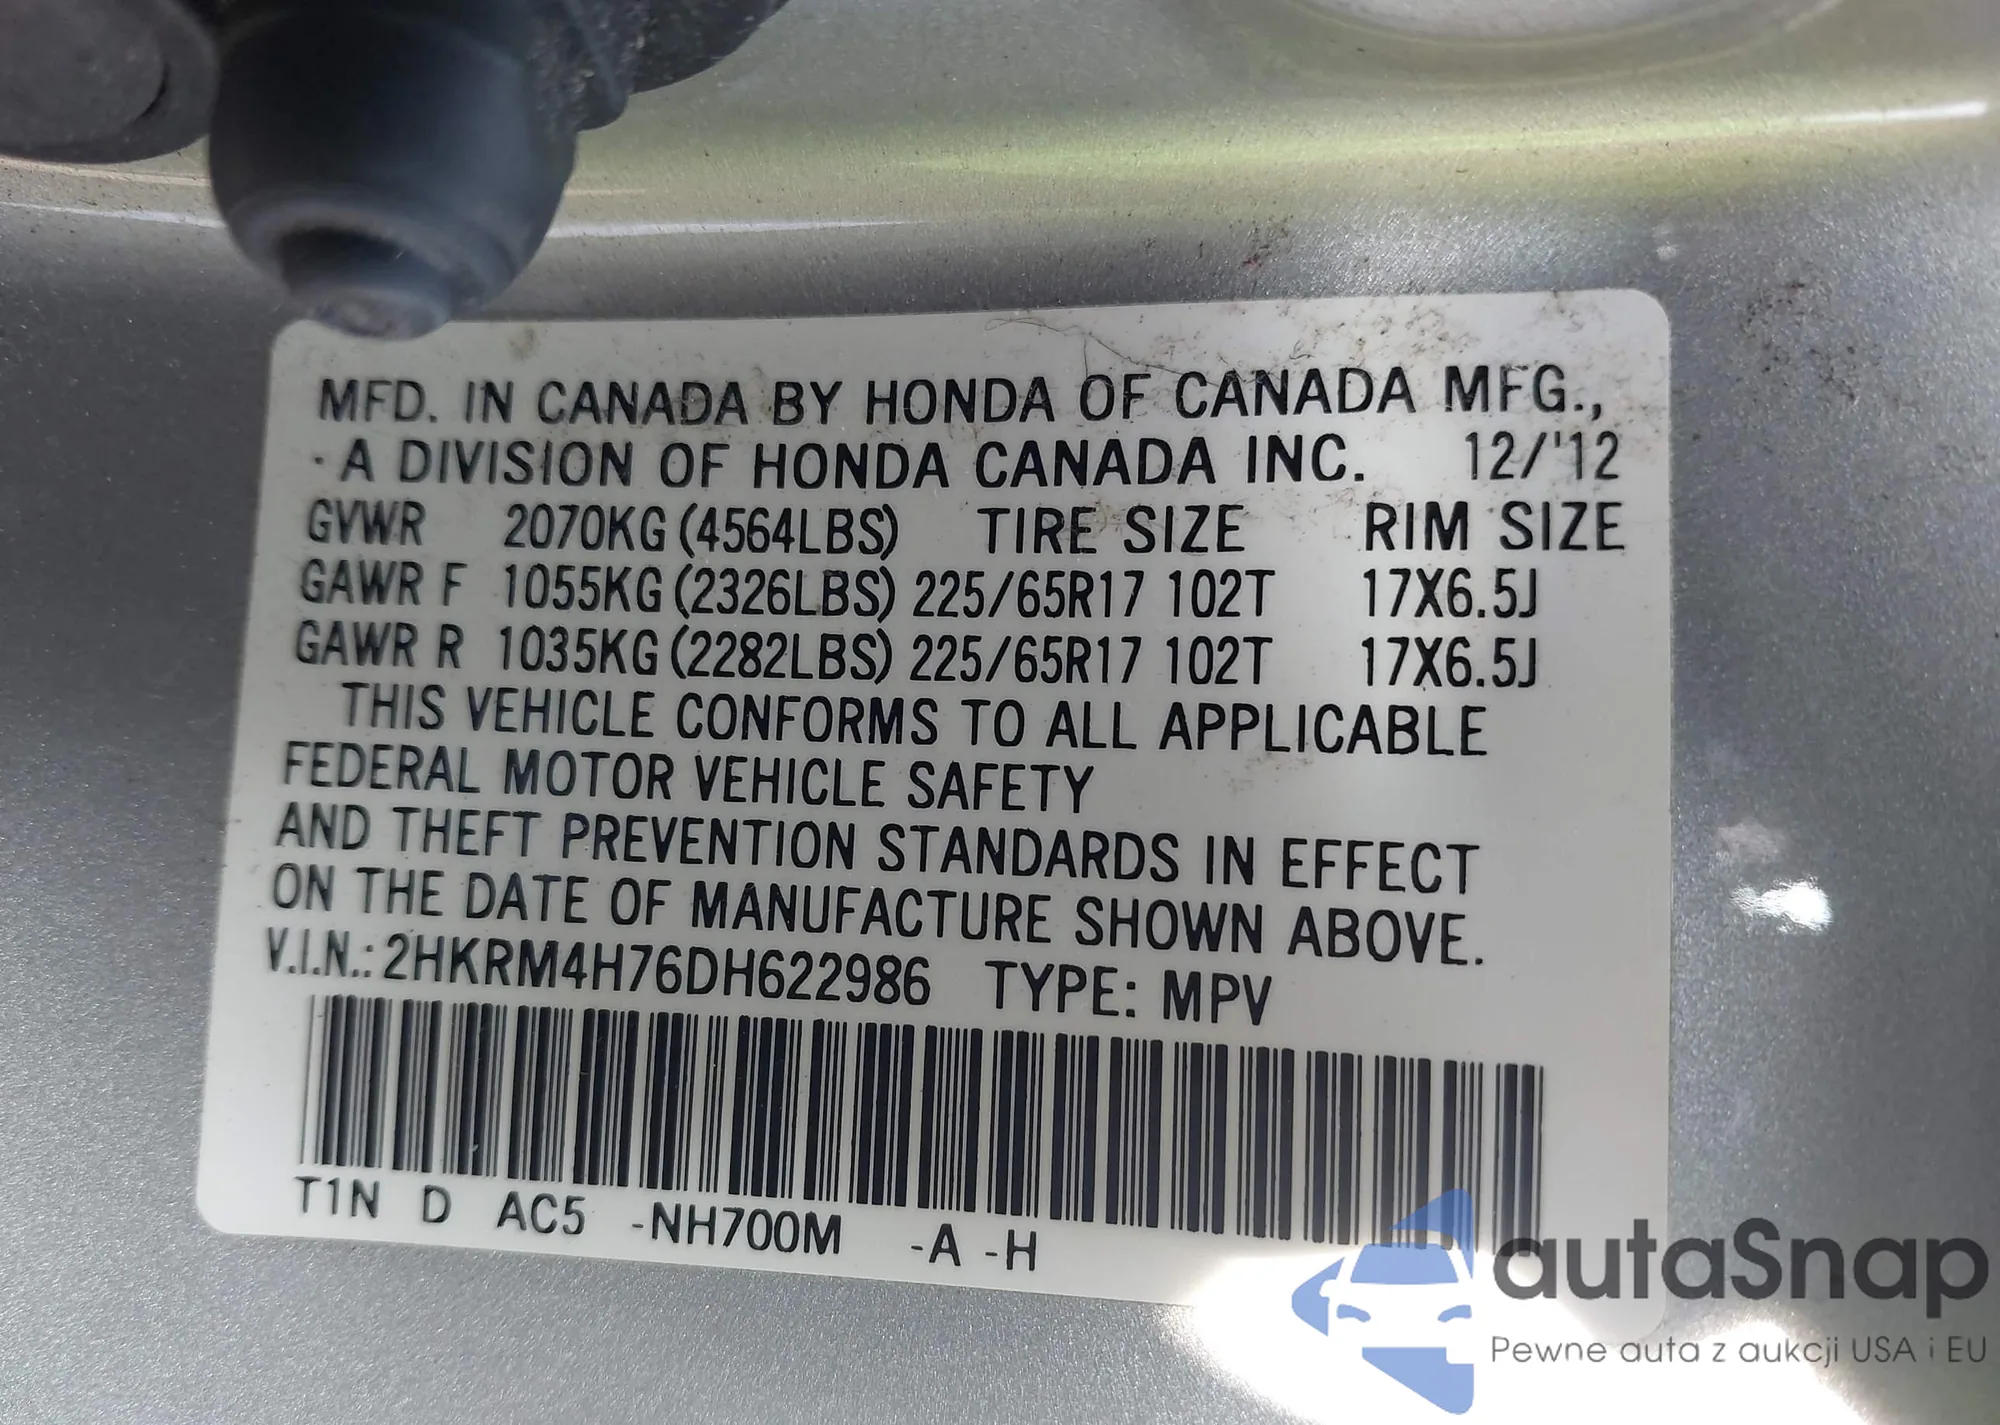 MFD. IN CANADA BY HONDA OF CANADA MFG.,
A DIVISION OF HONDA CANADA INC. 12/'12
GVWR 2070KG (4564LBS) TIRE SIZE RIM SIZE
GAWR F 1055KG (2326LBS) 225/65R17 102T 17X6.5J
GAWR R 1035KG (2282LBS) 225/65R17 102T 17X6.5J
THIS VEHICLE CONFORMS TO ALL APPLICABLE
FEDERAL MOTOR VEHICLE SAFETY
AND THEFT PREVENTION STANDARDS IN EFFECT
ON THE DATE OF MANUFACTURE SHOWN ABOVE.
V.I.N.: 2HKRM4H76DH622986 TYPE: MPV
T1N D AC5 -NH700M -A -H
autaSnap
Pewne auta z aukcji USA i EU